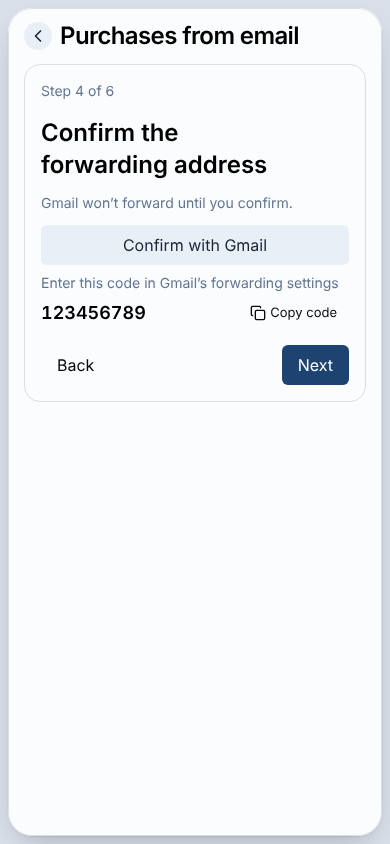 Purchases from email
Step 4 of 6
Confirm the
forwarding address
Gmail won’t forward until you confirm.
Confirm with Gmail
Enter this code in Gmail’s forwarding settings
123456789
Copy code
Back
Next